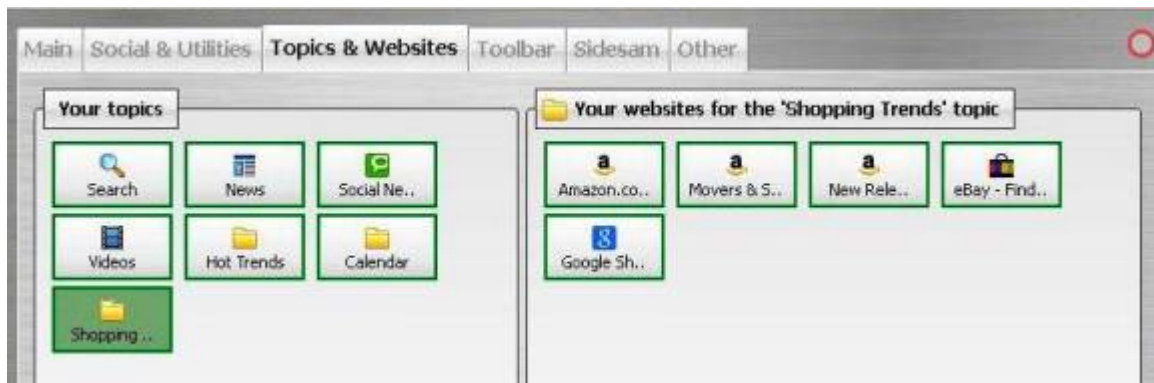 Main Social & Utilities Topics & Websites Toolbar Sidesam Other
Your topics
Search News Social Ne..
Videos Hot Trends Calendar
Shopping ..
Your websites for the 'Shopping Trends' topic
Amazon.co.. Movers & S.. New Rele.. eBay - Find..
Google Sh..